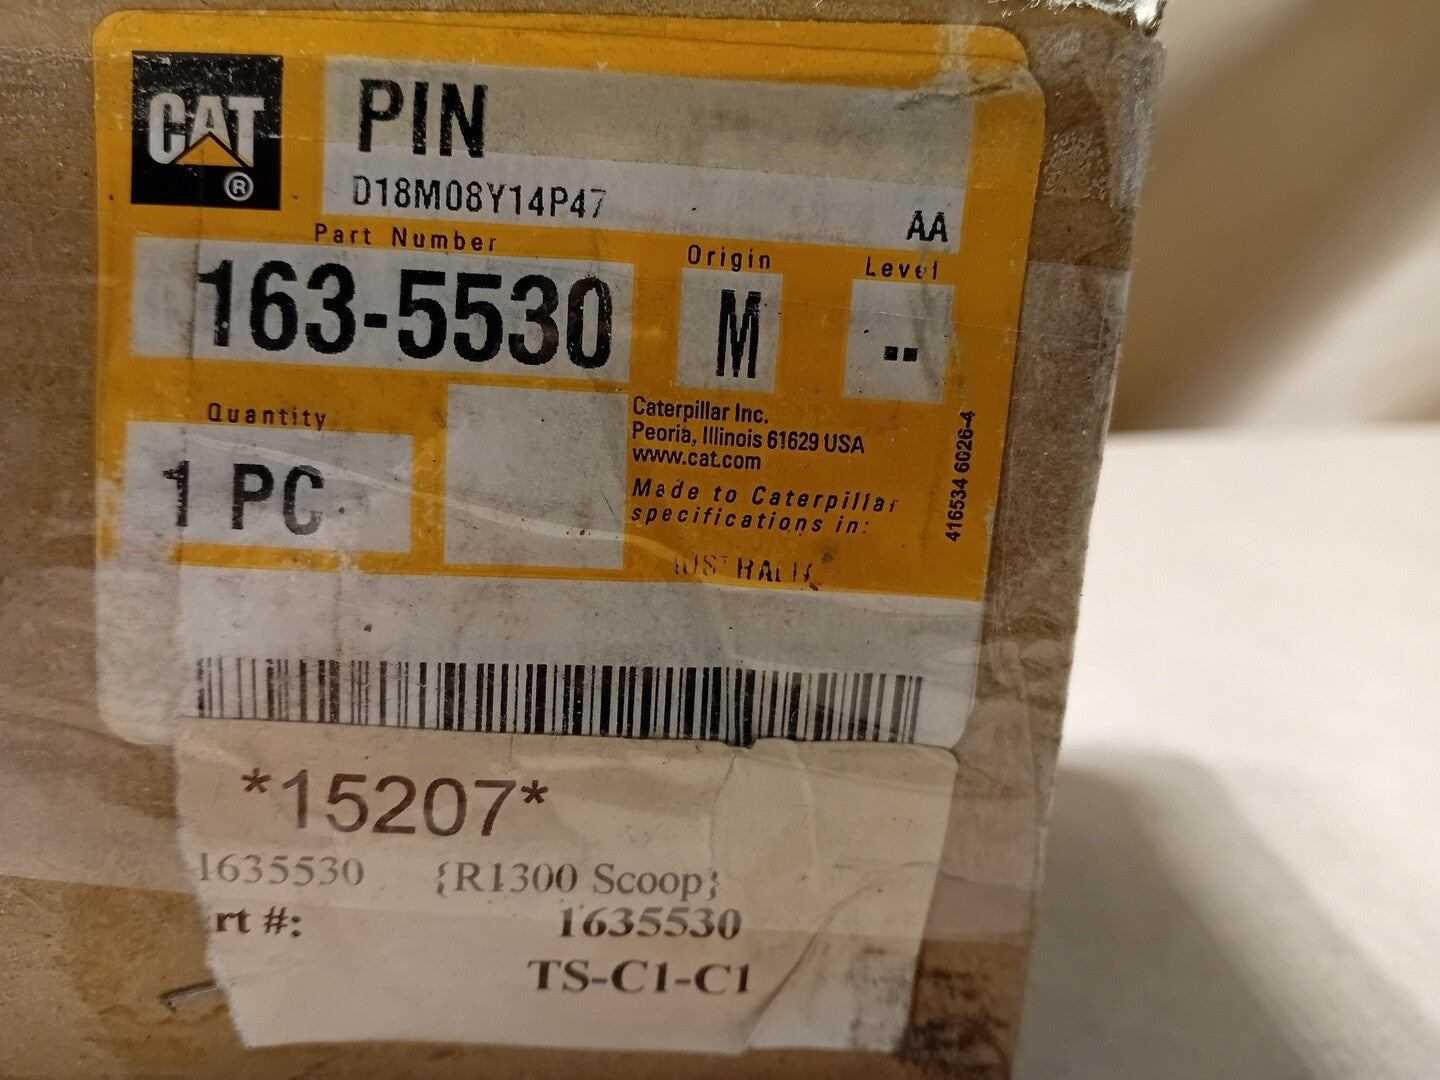 CAT
®
PIN
D18M08Y14P47
AA
Part Number
Origin
Level
163-5530
M
--
Quantity
1 PC
Caterpillar Inc.
Peoria, Illinois 61629 USA
www.cat.com
Made to Caterpillar
specifications in:
416534 6026-4
*15207*
1635530 {R1300 Scoop}
rt #: 1635530
TS-C1-C1